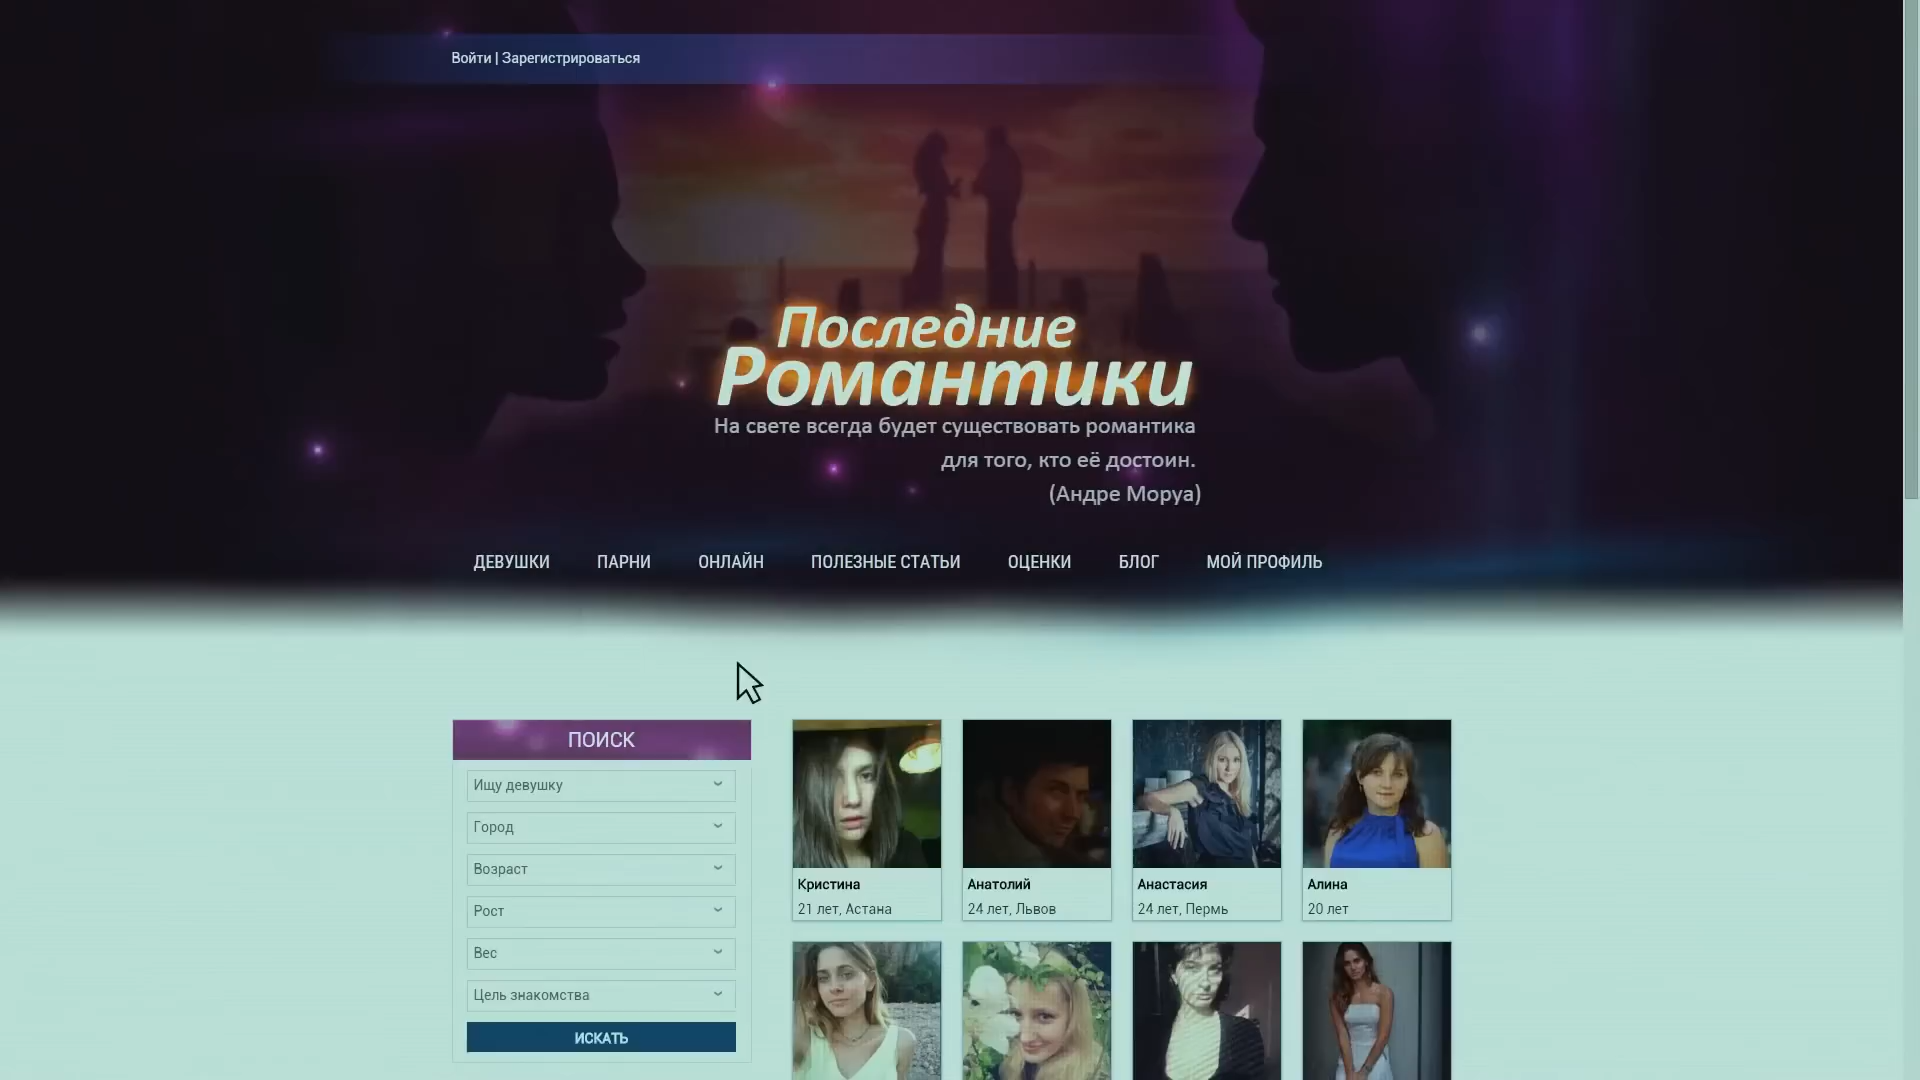 Войти | Зарегистрироваться
Последние
Романтики
На свете всегда будет существовать романтика
для того, кто её достоин.
(Андре Моруа)
ДЕВУШКИ ПАРНИ ОНЛАЙН ПОЛЕЗНЫЕ СТАТЬИ ОЦЕНКИ БЛОГ МОЙ ПРОФИЛЬ
ПОИСК
Ищу девушку
Город
Возраст
Рост
Вес
Цель знакомства
ИСКАТЬ
Кристина
21 лет, Астана
Анатолий
24 лет, Львов
Анастасия
24 лет, Пермь
Алина
20 лет